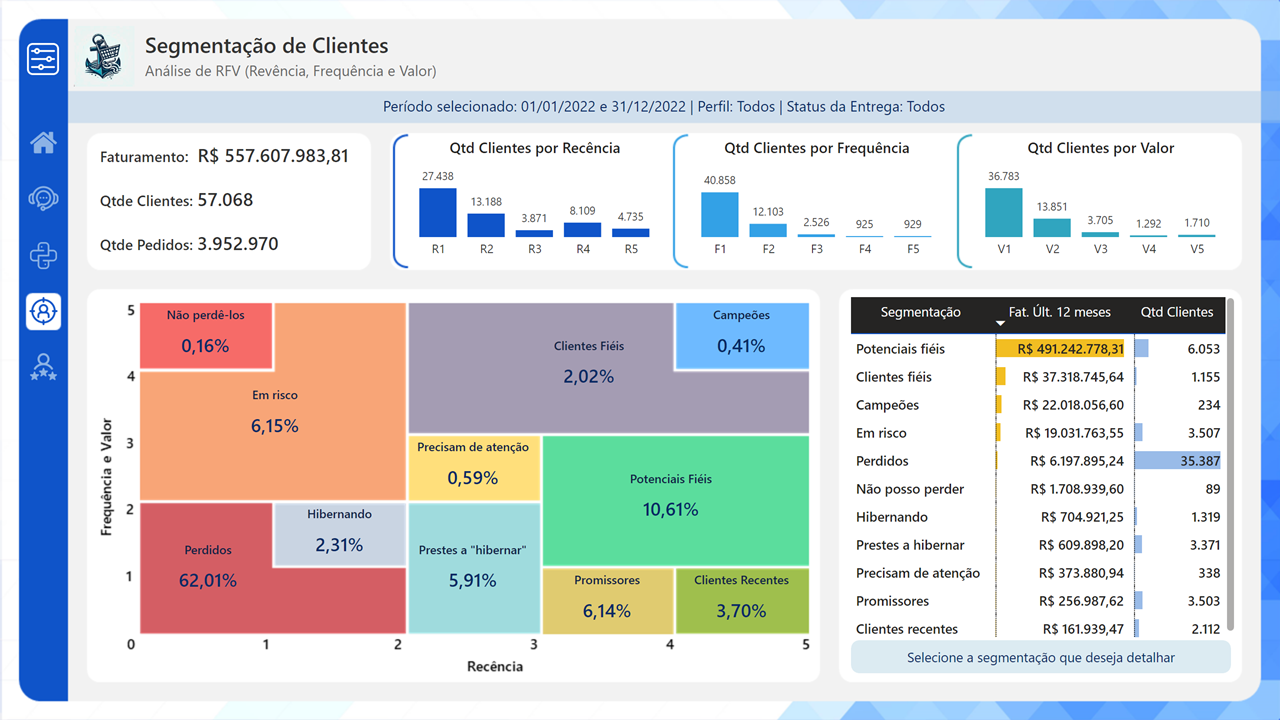 Segmentação de Clientes
Análise de RFV (Revência, Frequência e Valor)
Período selecionado: 01/01/2022 e 31/12/2022 | Perfil: Todos | Status da Entrega: Todos
Faturamento: R$ 557.607.983,81
Qtde Clientes: 57.068
Qtde Pedidos: 3.952.970
Qtd Clientes por Recência
27.438
13.188
3.871
8.109
4.735
R1 R2 R3 R4 R5
Qtd Clientes por Frequência
40.858
12.103
2.526
925
929
F1 F2 F3 F4 F5
Qtd Clientes por Valor
36.783
13.851
3.705
1.292
1.710
V1 V2 V3 V4 V5
Frequência e Valor
5
4
3
2
1
0
Não perdê-los
0,16%
Em risco
6,15%
Clientes Fiéis
2,02%
Campeões
0,41%
Precisam de atenção
0,59%
Potenciais Fiéis
10,61%
Perdidos
62,01%
Hibernando
2,31%
Prestes a "hibernar"
5,91%
Promissores
6,14%
Clientes Recentes
3,70%
1 2 3 4 5
Recência
Segmentação Fat. Últ. 12 meses Qtd Clientes
Potenciais fiéis R$ 491.242.778,31 6.053
Clientes fiéis R$ 37.318.745,64 1.155
Campeões R$ 22.018.056,60 234
Em risco R$ 19.031.763,55 3.507
Perdidos R$ 6.197.895,24 35.387
Não posso perder R$ 1.708.939,60 89
Hibernando R$ 704.921,25 1.319
Prestes a hibernar R$ 609.898,20 3.371
Precisam de atenção R$ 373.880,94 338
Promissores R$ 256.987,62 3.503
Clientes recentes R$ 161.939,47 2.112
Selecione a segmentação que deseja detalhar